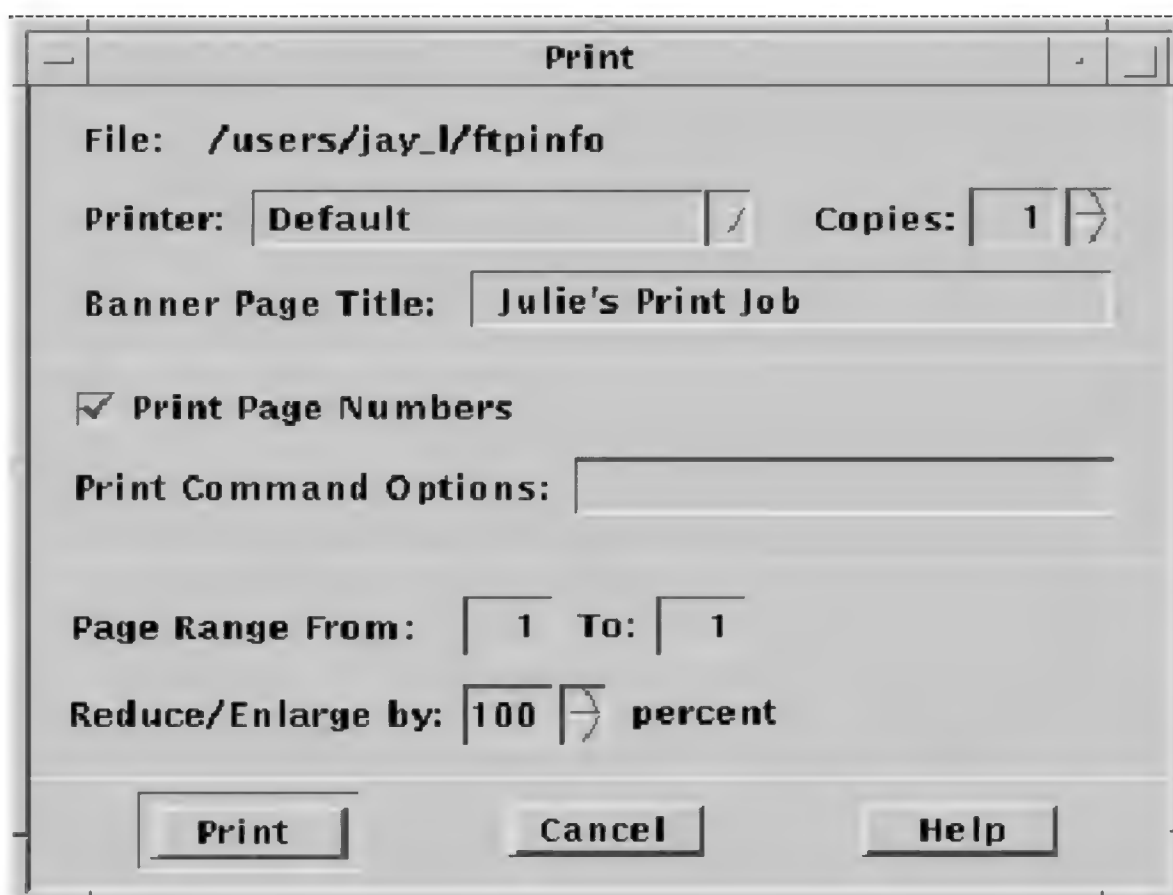 Print
File: /users/jay_l/ftpinfo
Printer: Default Copies: 1
Banner Page Title: Julie's Print Job
Print Page Numbers
Print Command Options:
Page Range From: 1 To: 1
Reduce/Enlarge by: 100 percent
Print Cancel Help